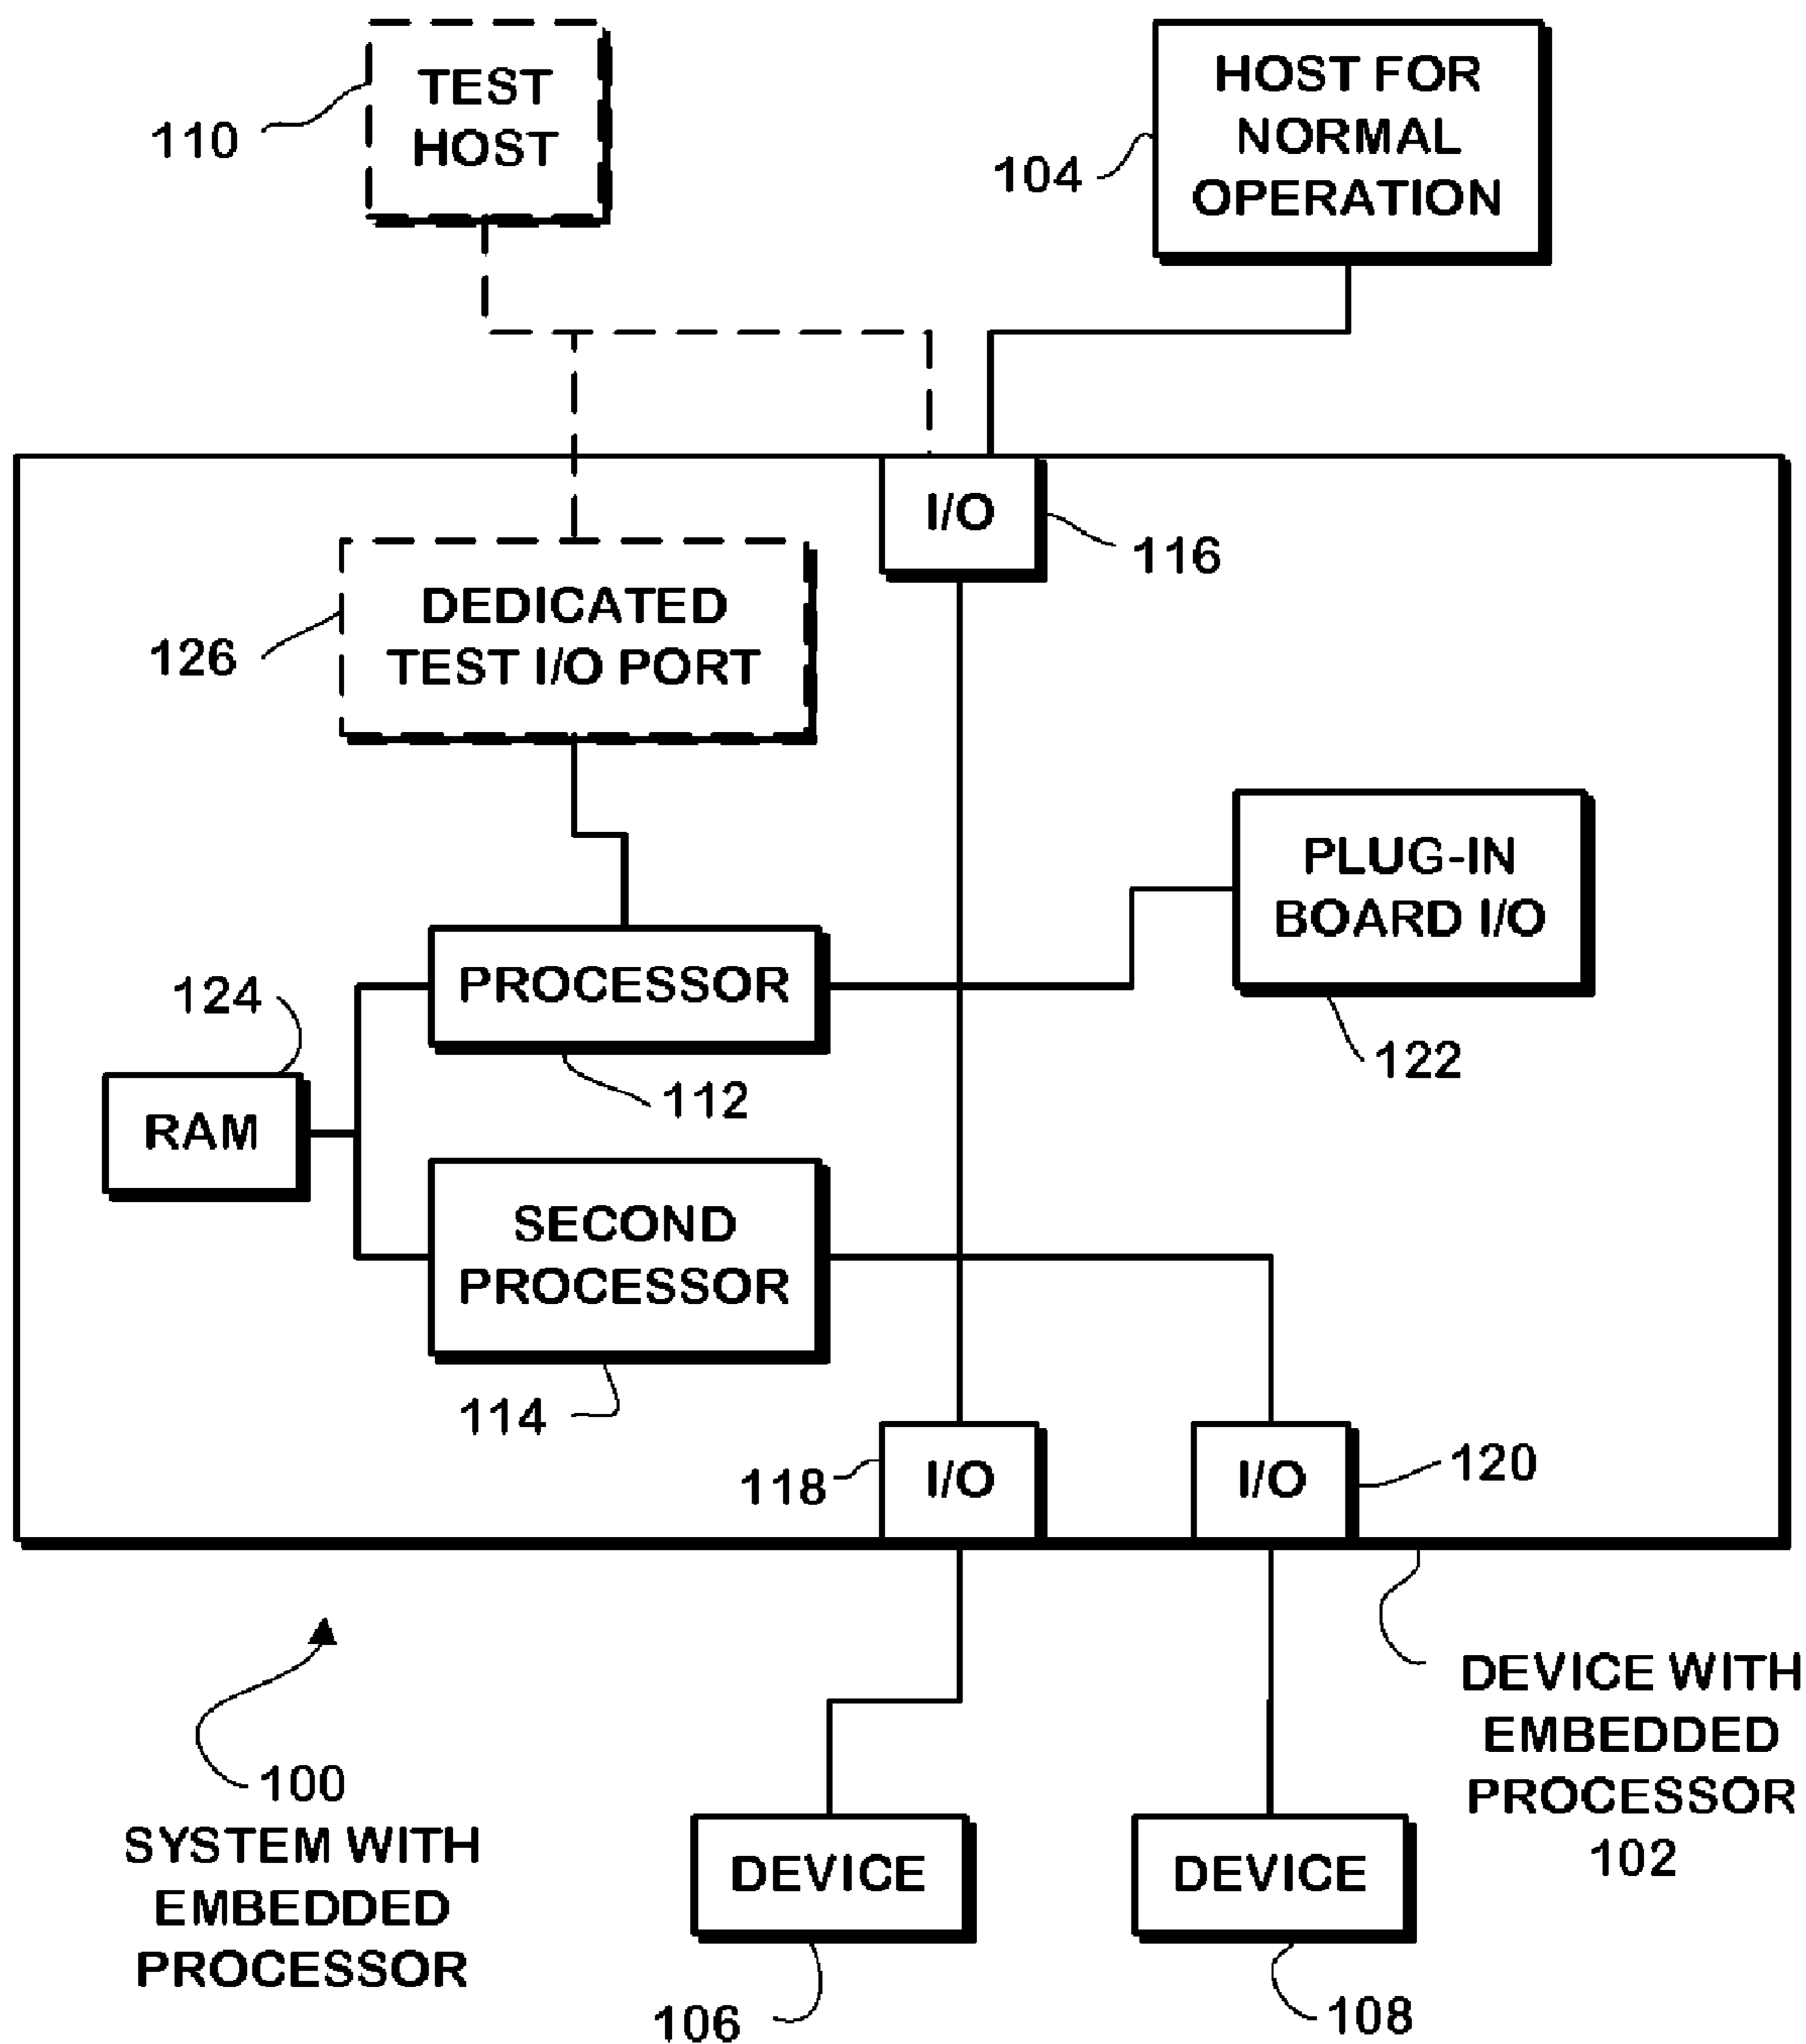 TEST
HOST
110
HOST FOR
NORMAL
OPERATION
104
I/O
116
DEDICATED
TEST I/O PORT
126
PLUG-IN
BOARD I/O
122
PROCESSOR
112
124
RAM
SECOND
PROCESSOR
114
118
I/O
I/O
120
DEVICE WITH
EMBEDDED
PROCESSOR
102
100
SYSTEM WITH
EMBEDDED
PROCESSOR
DEVICE
106
DEVICE
108